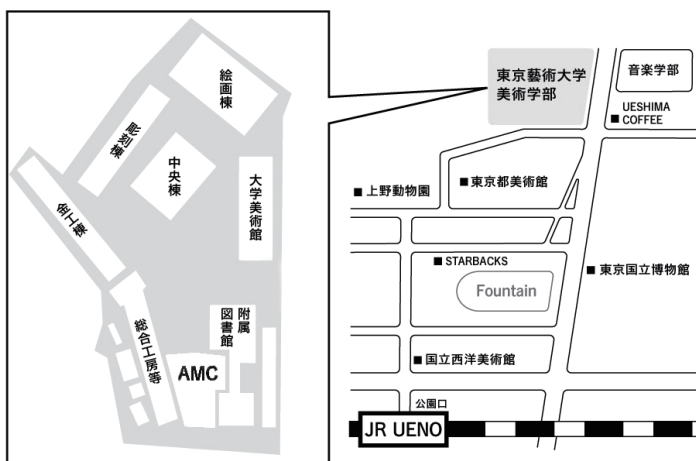 絵画棟
彫刻棟
中央棟
大学美術館
金工棟
総合工房等
附属
図書館
AMC
東京藝術大学
美術学部
音楽学部
UESHIMA
COFFEE
東京都美術館
上野動物園
STARBACKS
Fountain
東京国立博物館
国立西洋美術館
公園口
JR UENO